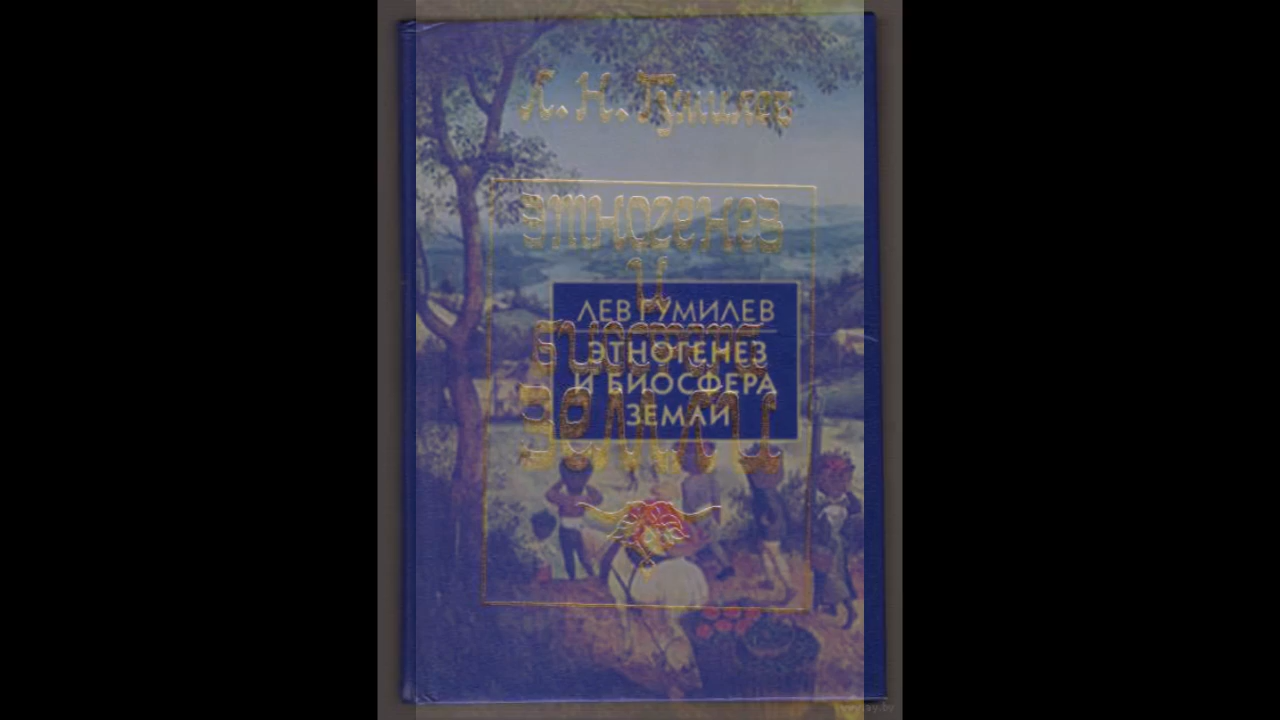 Л. Н. Гумилев
ЭТНОГЕНЕЗ
И
БИОСФЕРА
ЗЕМЛИ
ЛЕВ ГУМИЛЕВ
ЭТНОГЕНЕЗ
И БИОСФЕРА
ЗЕМЛИ